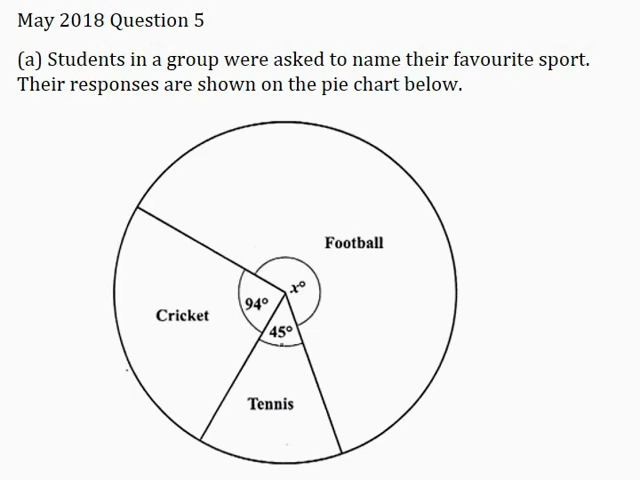 May 2018 Question 5
(a) Students in a group were asked to name their favourite sport.
Their responses are shown on the pie chart below.
Football
x°
94°
Cricket
45°
Tennis